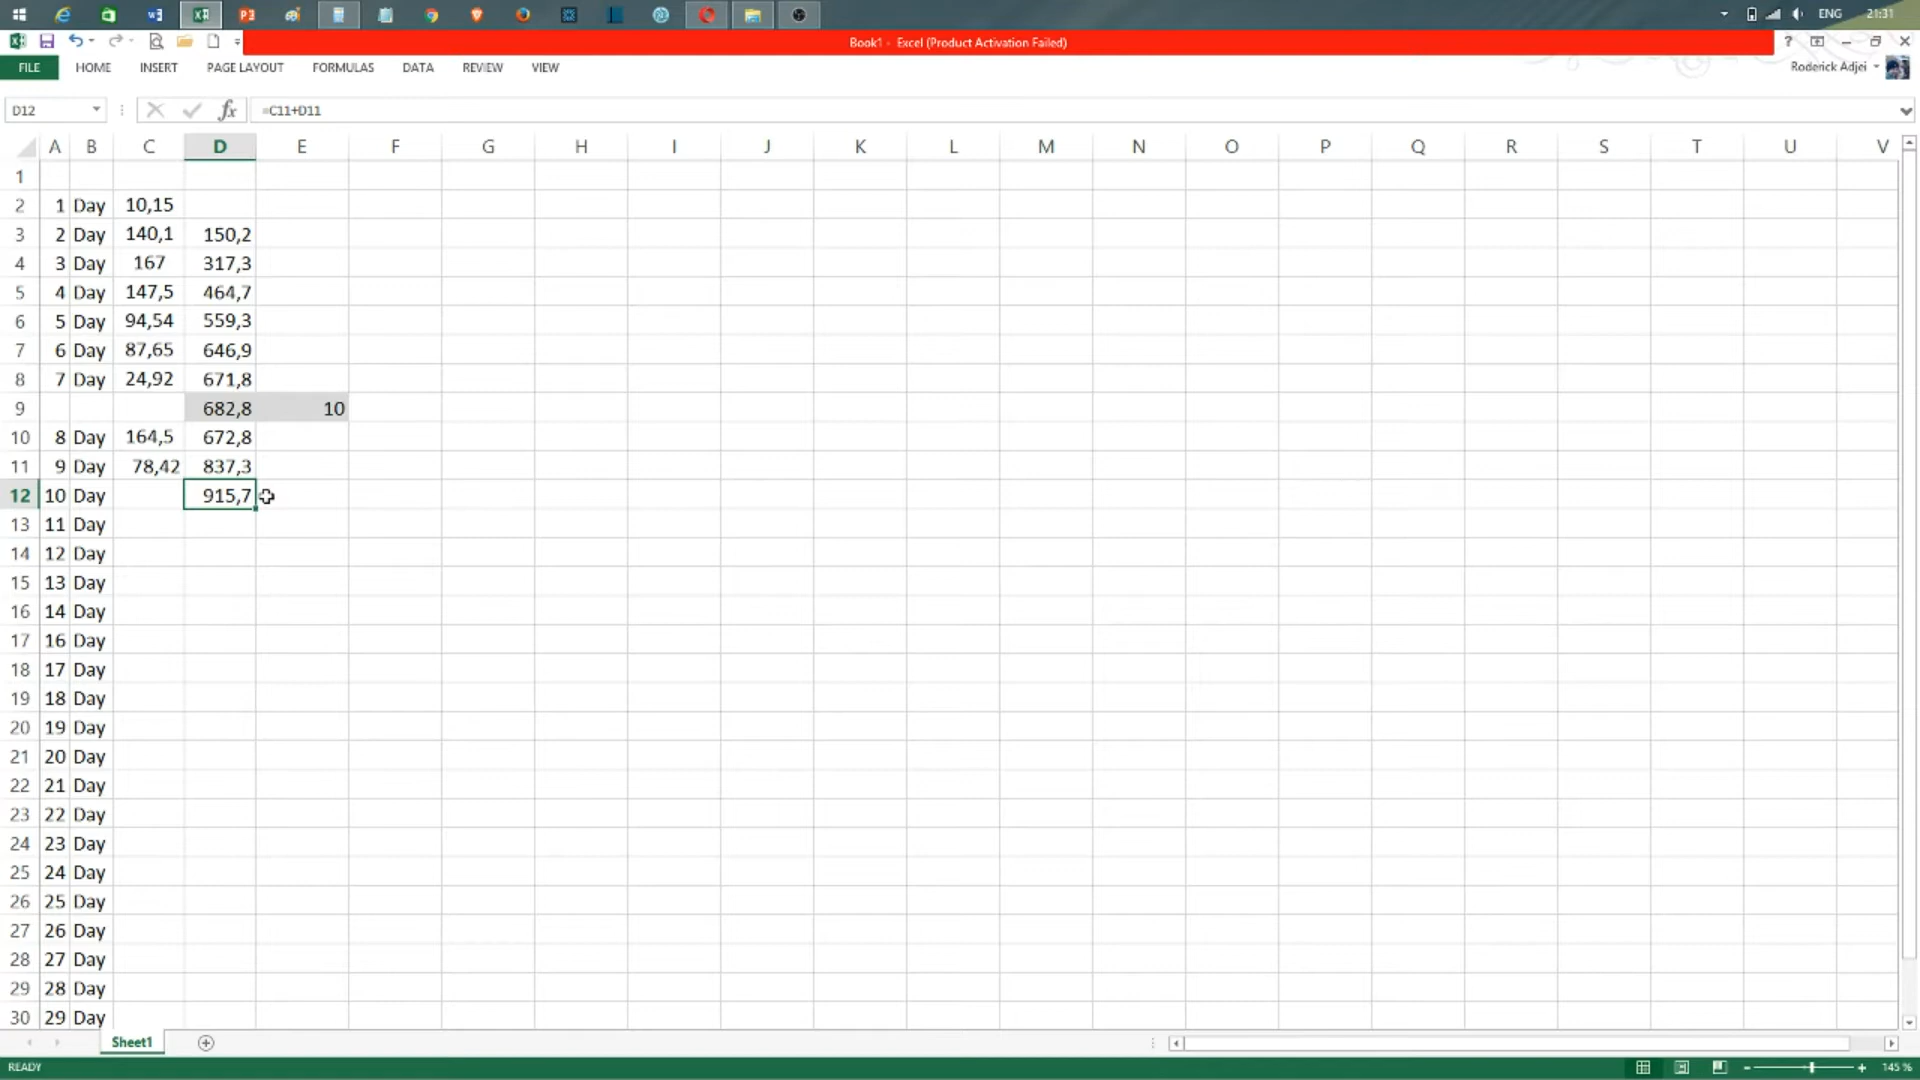 ENG 21:31
Book1 - Excel (Product Activation Failed)
FILE HOME INSERT PAGE LAYOUT FORMULAS DATA REVIEW VIEW Roderick Adjei
D12 fx =C11+D11
A B C D E F G H I J K L M N O P Q R S T U V
1
2 1 Day 10,15
3 2 Day 140,1 150,2
4 3 Day 167 317,3
5 4 Day 147,5 464,7
6 5 Day 94,54 559,3
7 6 Day 87,65 646,9
8 7 Day 24,92 671,8
9 682,8 10
10 8 Day 164,5 672,8
11 9 Day 78,42 837,3
12 10 Day 915,7
13 11 Day
14 12 Day
15 13 Day
16 14 Day
17 16 Day
18 17 Day
19 18 Day
20 19 Day
21 20 Day
22 21 Day
23 22 Day
24 23 Day
25 24 Day
26 25 Day
27 26 Day
28 27 Day
29 28 Day
30 29 Day
Sheet1
READY 145 %